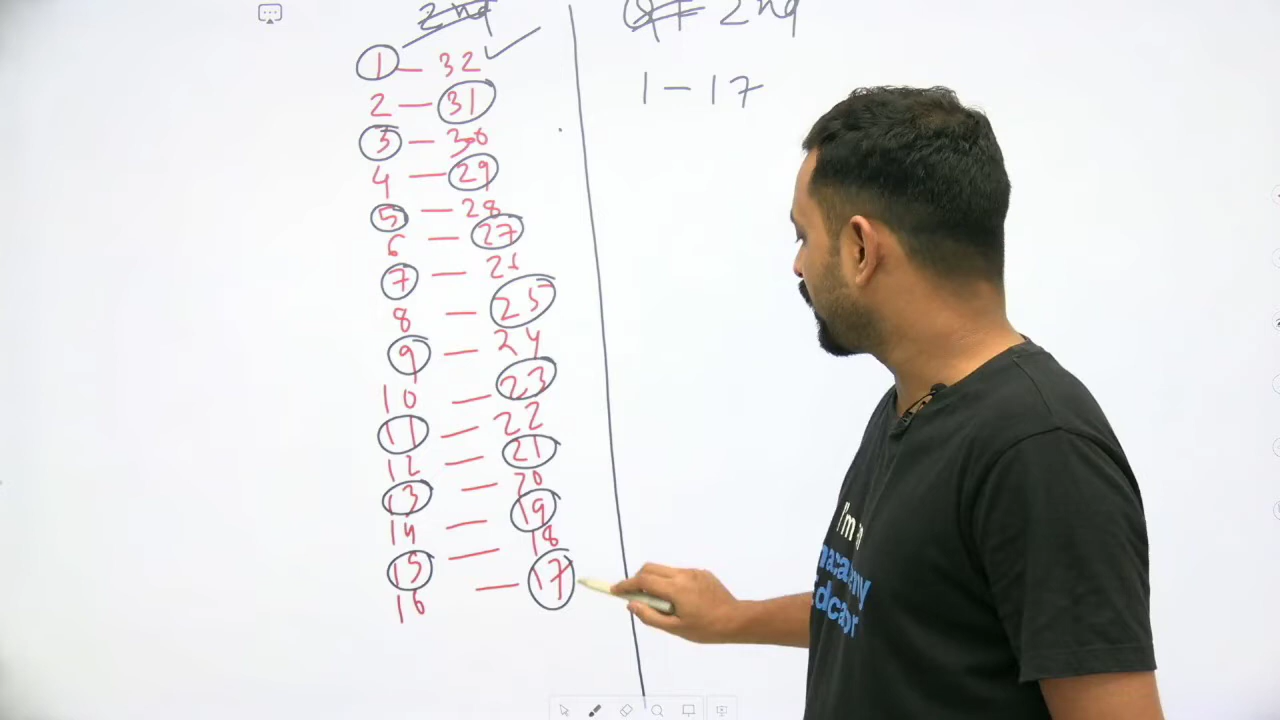 2nd
1 — 32 ✓
2 — 31
3 — 30
4 — 29
5 — 28
6 — 27
7 — 26
8 — 25
9 — 24
10 — 23
11 — 22
12 — 21
13 — 20
14 — 19
15 — 18
16 — 17
2nd
1 — 17
I'm